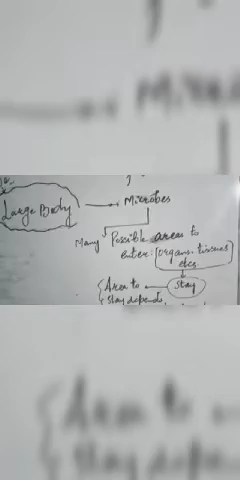 Large Body → Microbes
Many Possible areas to
enter: [organs, tissues
etc
{ Area to ← Stay
stay depends